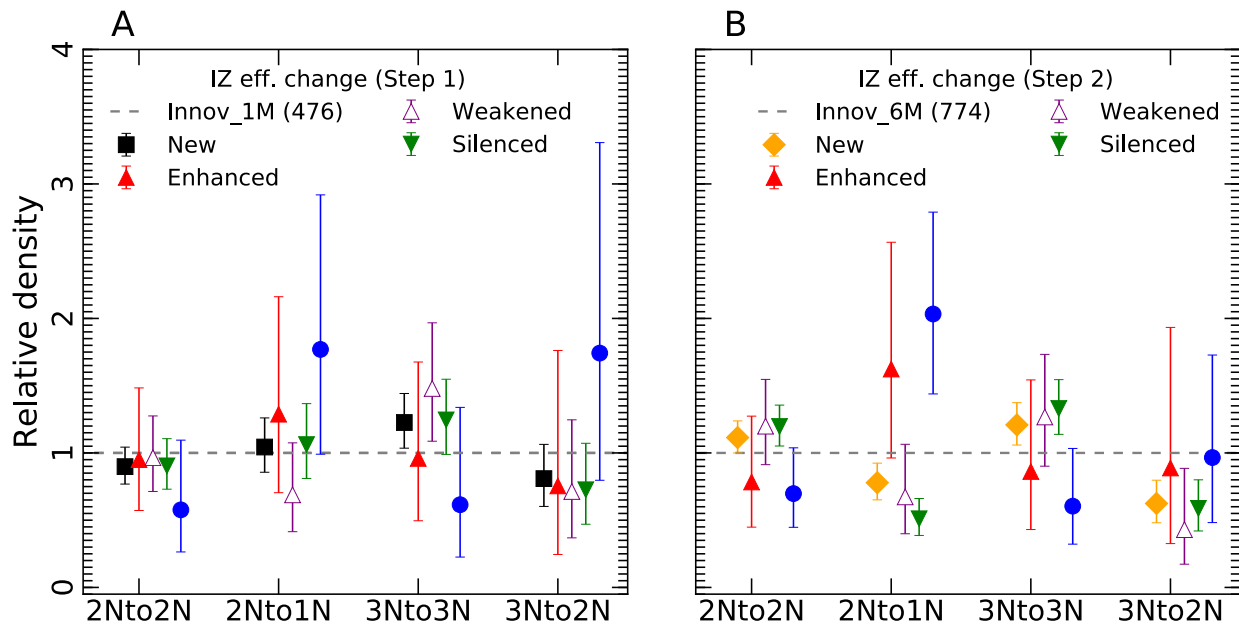 A
B
Relative density
4
3
2
1
0
IZ eff. change (Step 1)
Innov_1M (476)
New
Enhanced
Weakened
Silenced
IZ eff. change (Step 2)
Innov_6M (774)
New
Enhanced
Weakened
Silenced
2Nto2N 2Nto1N 3Nto3N 3Nto2N
2Nto2N 2Nto1N 3Nto3N 3Nto2N